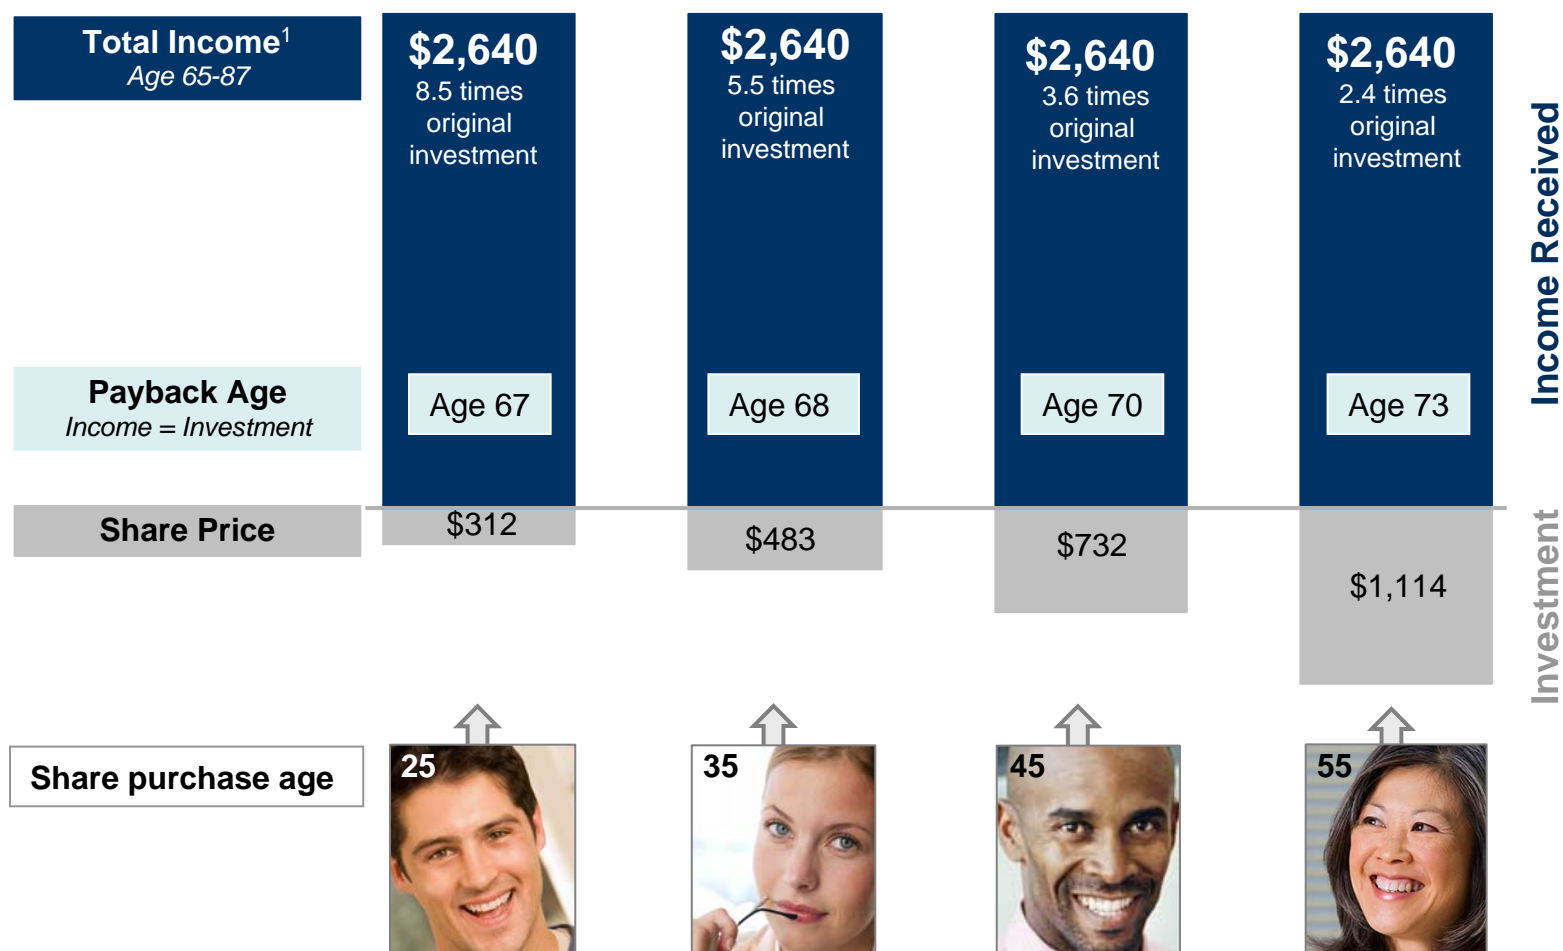 Total Income1
Age 65-87
$2,640
8.5 times
original
investment
$2,640
5.5 times
original
investment
$2,640
3.6 times
original
investment
$2,640
2.4 times
original
investment
Income Received
Payback Age
Income = Investment
Age 67
Age 68
Age 70
Age 73
Share Price
$312
$483
$732
$1,114
Investment
Share purchase age
25
35
45
55